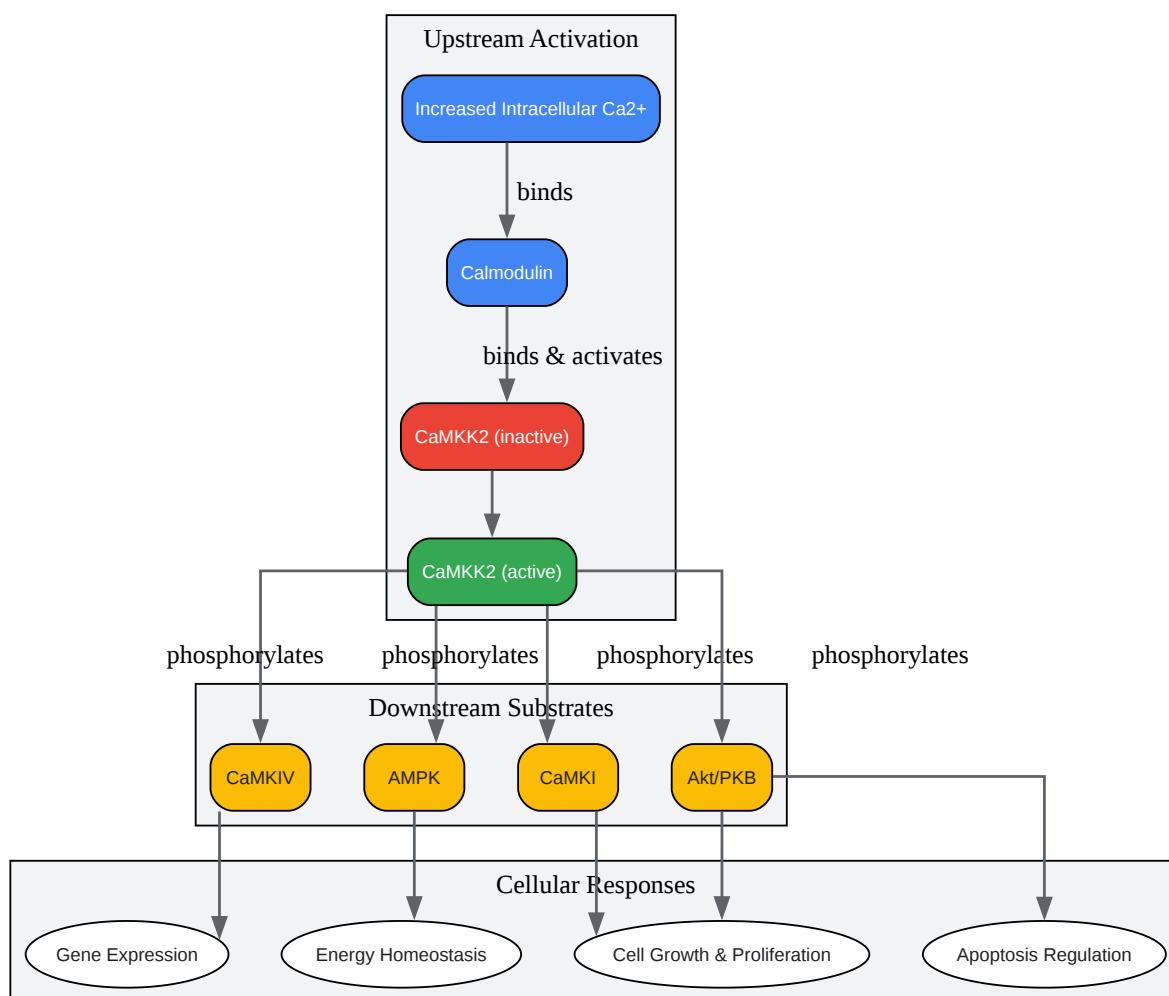 Upstream Activation
Increased Intracellular Ca2+
binds
Calmodulin
binds & activates
CaMKK2 (inactive)
CaMKK2 (active)
phosphorylates phosphorylates phosphorylates phosphorylates
Downstream Substrates
CaMKIV AMPK CaMKI Akt/PKB
Cellular Responses
Gene Expression Energy Homeostasis Cell Growth & Proliferation Apoptosis Regulation